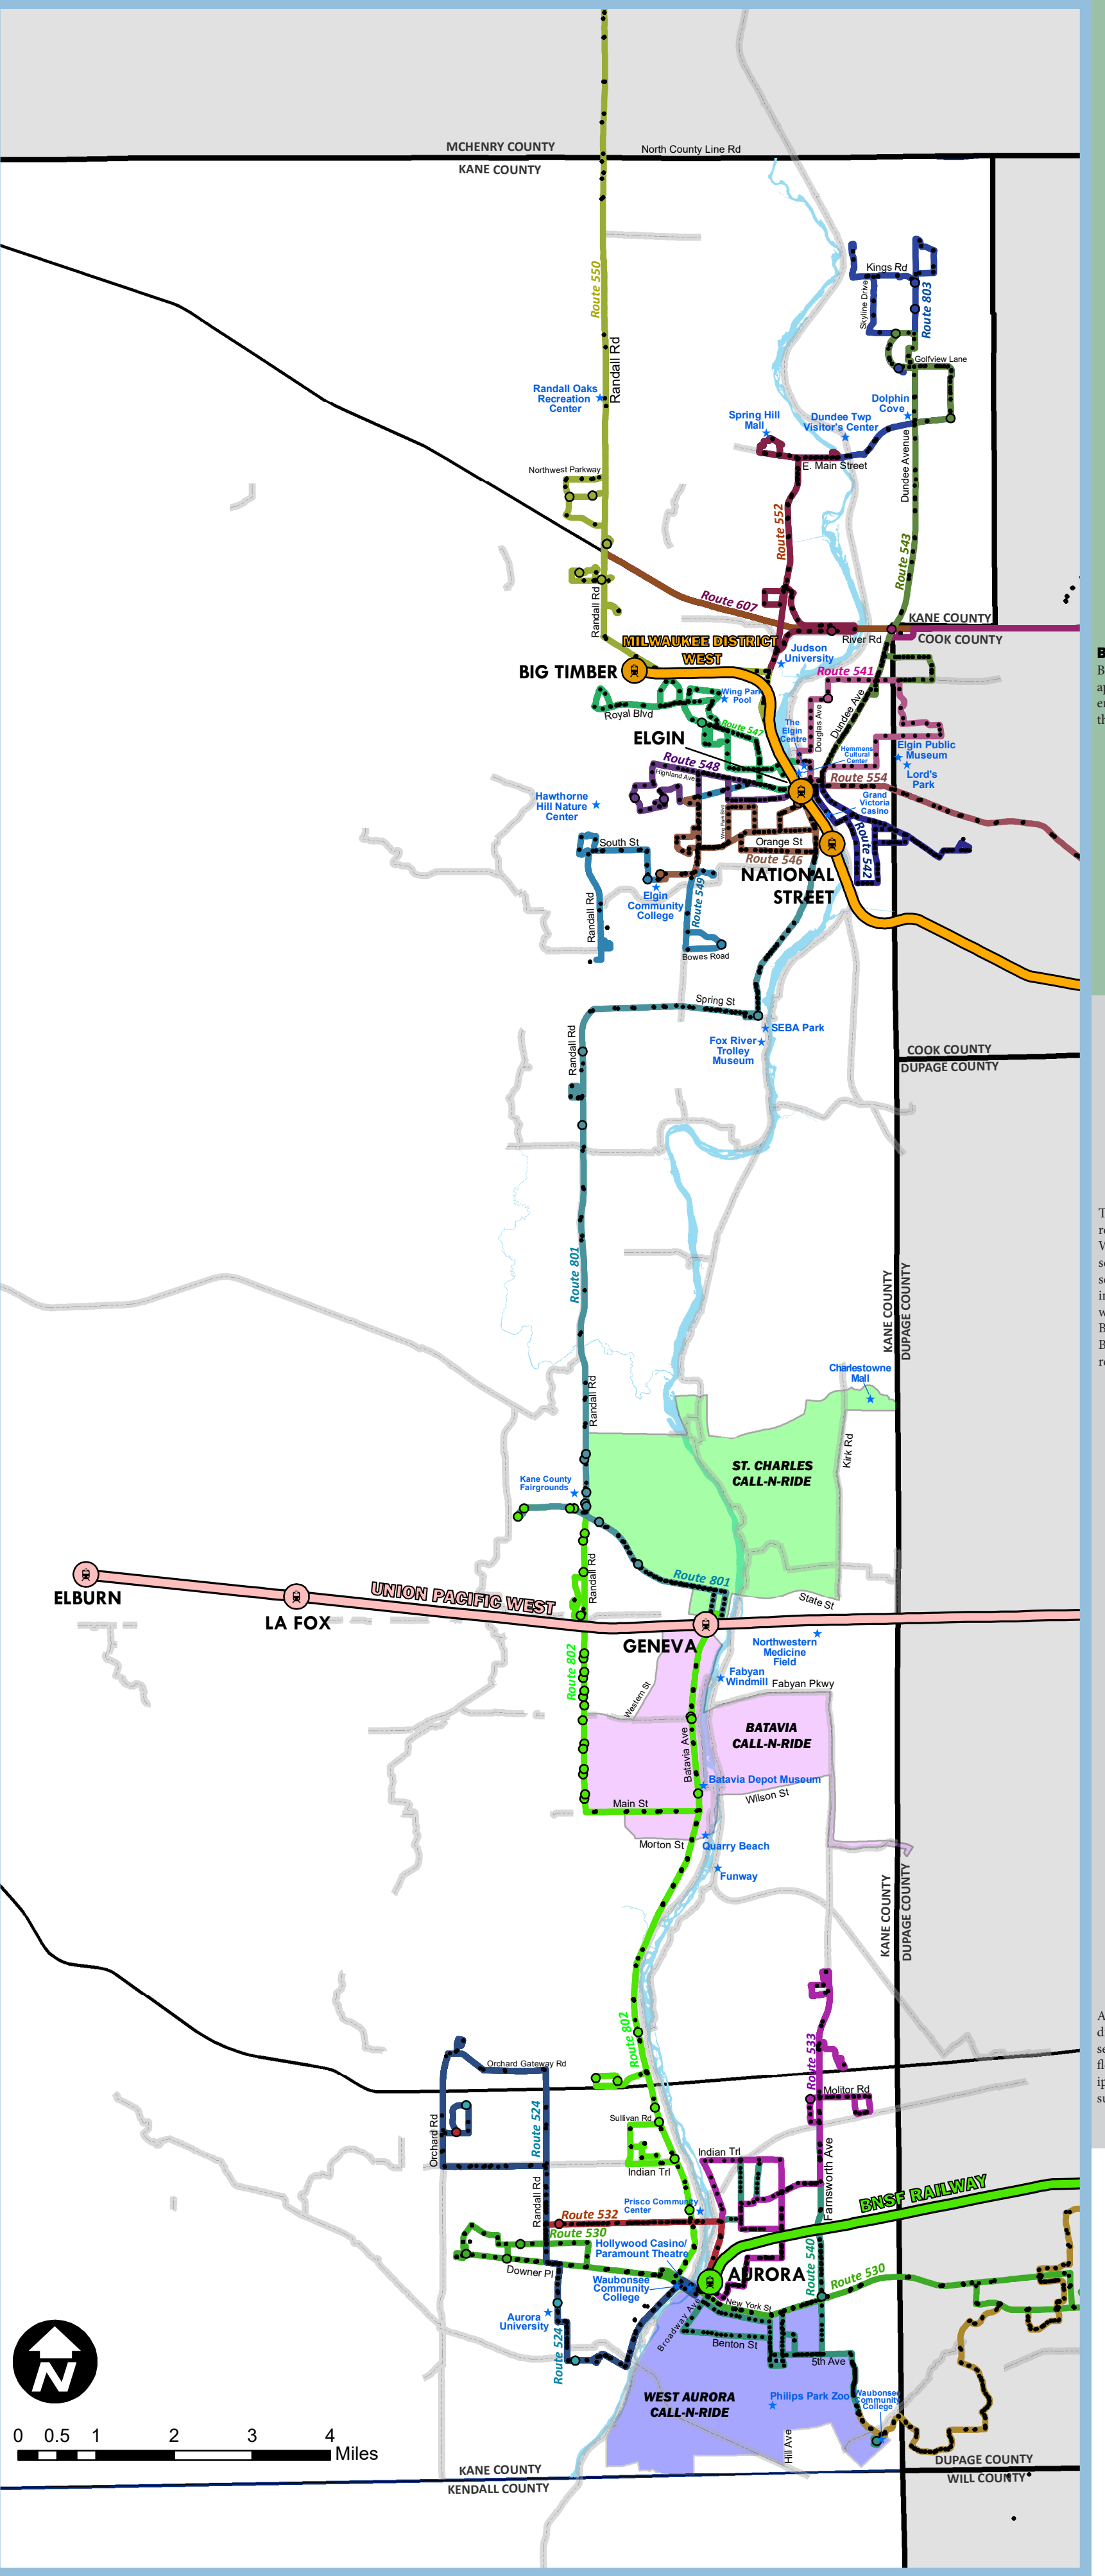 MCHENRY COUNTY
North County Line Rd
KANE COUNTY
Kings Rd
Skyline Drive
Route 803
Route 550
Randall Rd
Golfview Lane
Randall Oaks
Recreation
Center
Dolphin
Cove
Spring Hill
Mall
Dundee Twp
Visitor's Center
E. Main Street
Dundee Avenue
Northwest Parkway
Route 552
Route 543
Randall Rd
Route 607
KANE COUNTY
COOK COUNTY
River Rd
MILWAUKEE DISTRICT
WEST
Judson
University
BIG TIMBER
Route 541
Wing Park
Pool
Royal Blvd
Douglas Ave
Dundee Ave
Route 547
The
Elgin
Centre
ELGIN
Hemmens
Cultural
Center
Elgin Public
Museum
Lord's
Park
Route 548
Highland Ave
Route 554
Hawthorne
Hill Nature
Center
Grand
Victoria
Casino
Wing Park Blvd
South St
Orange St
Route 546
Route 542
NATIONAL
STREET
Elgin
Community
College
Route 549
Randall Rd
Bowes Road
Spring St
SEBA Park
Fox River
Trolley
Museum
Randall Rd
COOK COUNTY
DUPAGE COUNTY
Route 801
KANE COUNTY
DUPAGE COUNTY
Charlestowne
Mall
Randall Rd
Kirk Rd
ST. CHARLES
CALL-N-RIDE
Kane County
Fairgrounds
Randall Rd
Route 801
ELBURN
UNION PACIFIC WEST
State St
LA FOX
GENEVA
Northwestern
Medicine
Field
Route 802
Fabyan
Windmill
Fabyan Pkwy
Western St
BATAVIA
CALL-N-RIDE
Batavia Ave
Batavia Depot Museum
Wilson St
Main St
Morton St
Quarry Beach
Funway
KANE COUNTY
DUPAGE COUNTY
Route 802
Route 533
Orchard Gateway Rd
Molitor Rd
Orchard Rd
Route 524
Sullivan Rd
Indian Trl
Indian Trl
Farnsworth Ave
Randall Rd
BNSF RAILWAY
Prisco Community
Center
Route 532
Route 530
Hollywood Casino/
Paramount Theatre
Downer Pl
AURORA
Route 540
Route 530
Waubonsee
Community
College
New York St
Aurora
University
Broadway Ave
Route 524
Benton St
5th Ave
WEST AURORA
CALL-N-RIDE
Philips Park Zoo
Waubonsee
Community
College
Hill Ave
N
0 0.5 1 2 3 4
Miles
KANE COUNTY
KENDALL COUNTY
DUPAGE COUNTY
WILL COUNTY